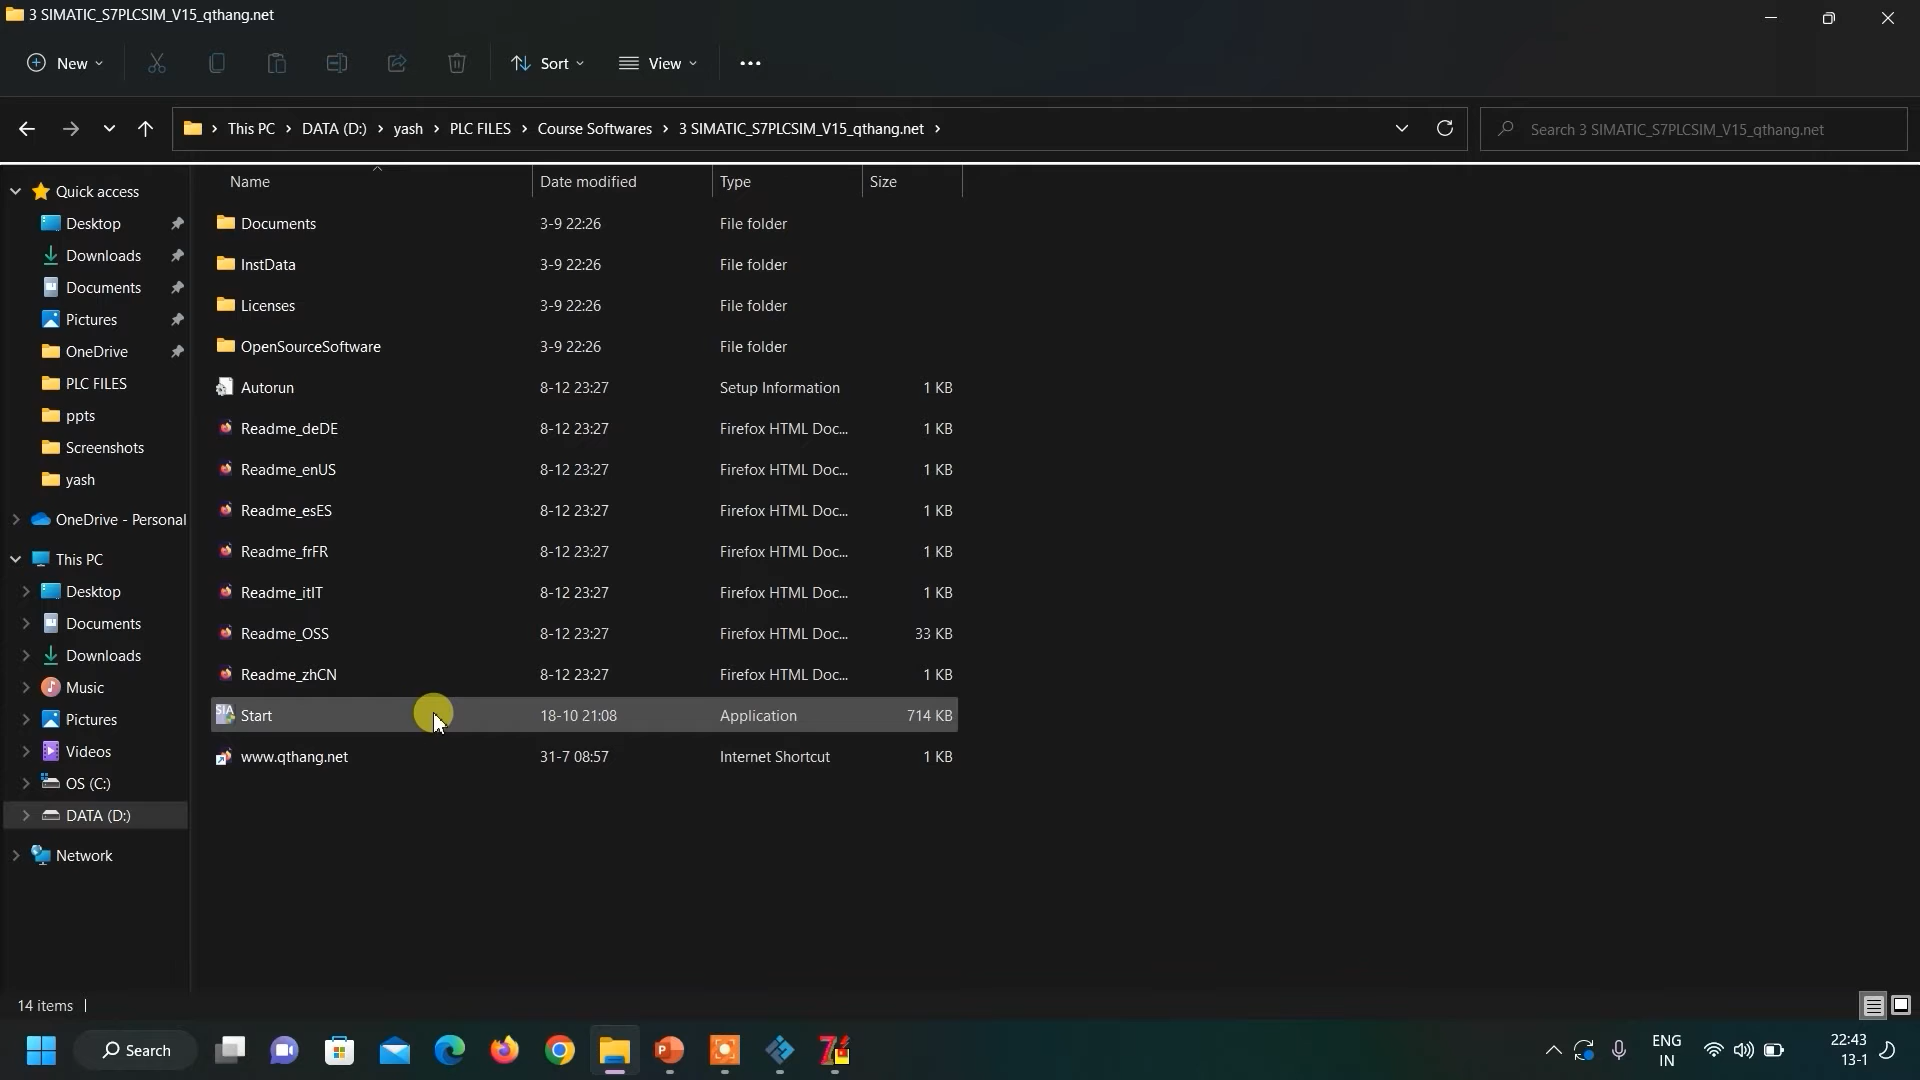 3 SIMATIC_S7PLCSIM_V15_qthang.net
New
Sort
View
This PC > DATA (D:) > yash > PLC FILES > Course Softwares > 3 SIMATIC_S7PLCSIM_V15_qthang.net >
Search 3 SIMATIC_S7PLCSIM_V15_qthang.net
Quick access
Desktop
Downloads
Documents
Pictures
OneDrive
PLC FILES
ppts
Screenshots
yash
OneDrive - Personal
This PC
Desktop
Documents
Downloads
Music
Pictures
Videos
OS (C:)
DATA (D:)
Network
Name Date modified Type Size
Documents 3-9 22:26 File folder
InstData 3-9 22:26 File folder
Licenses 3-9 22:26 File folder
OpenSourceSoftware 3-9 22:26 File folder
Autorun 8-12 23:27 Setup Information 1 KB
Readme_deDE 8-12 23:27 Firefox HTML Doc... 1 KB
Readme_enUS 8-12 23:27 Firefox HTML Doc... 1 KB
Readme_esES 8-12 23:27 Firefox HTML Doc... 1 KB
Readme_frFR 8-12 23:27 Firefox HTML Doc... 1 KB
Readme_itIT 8-12 23:27 Firefox HTML Doc... 1 KB
Readme_OSS 8-12 23:27 Firefox HTML Doc... 33 KB
Readme_zhCN 8-12 23:27 Firefox HTML Doc... 1 KB
Start 18-10 21:08 Application 714 KB
www.qthang.net 31-7 08:57 Internet Shortcut 1 KB
14 items
Search
ENG
IN
22:43
13-1